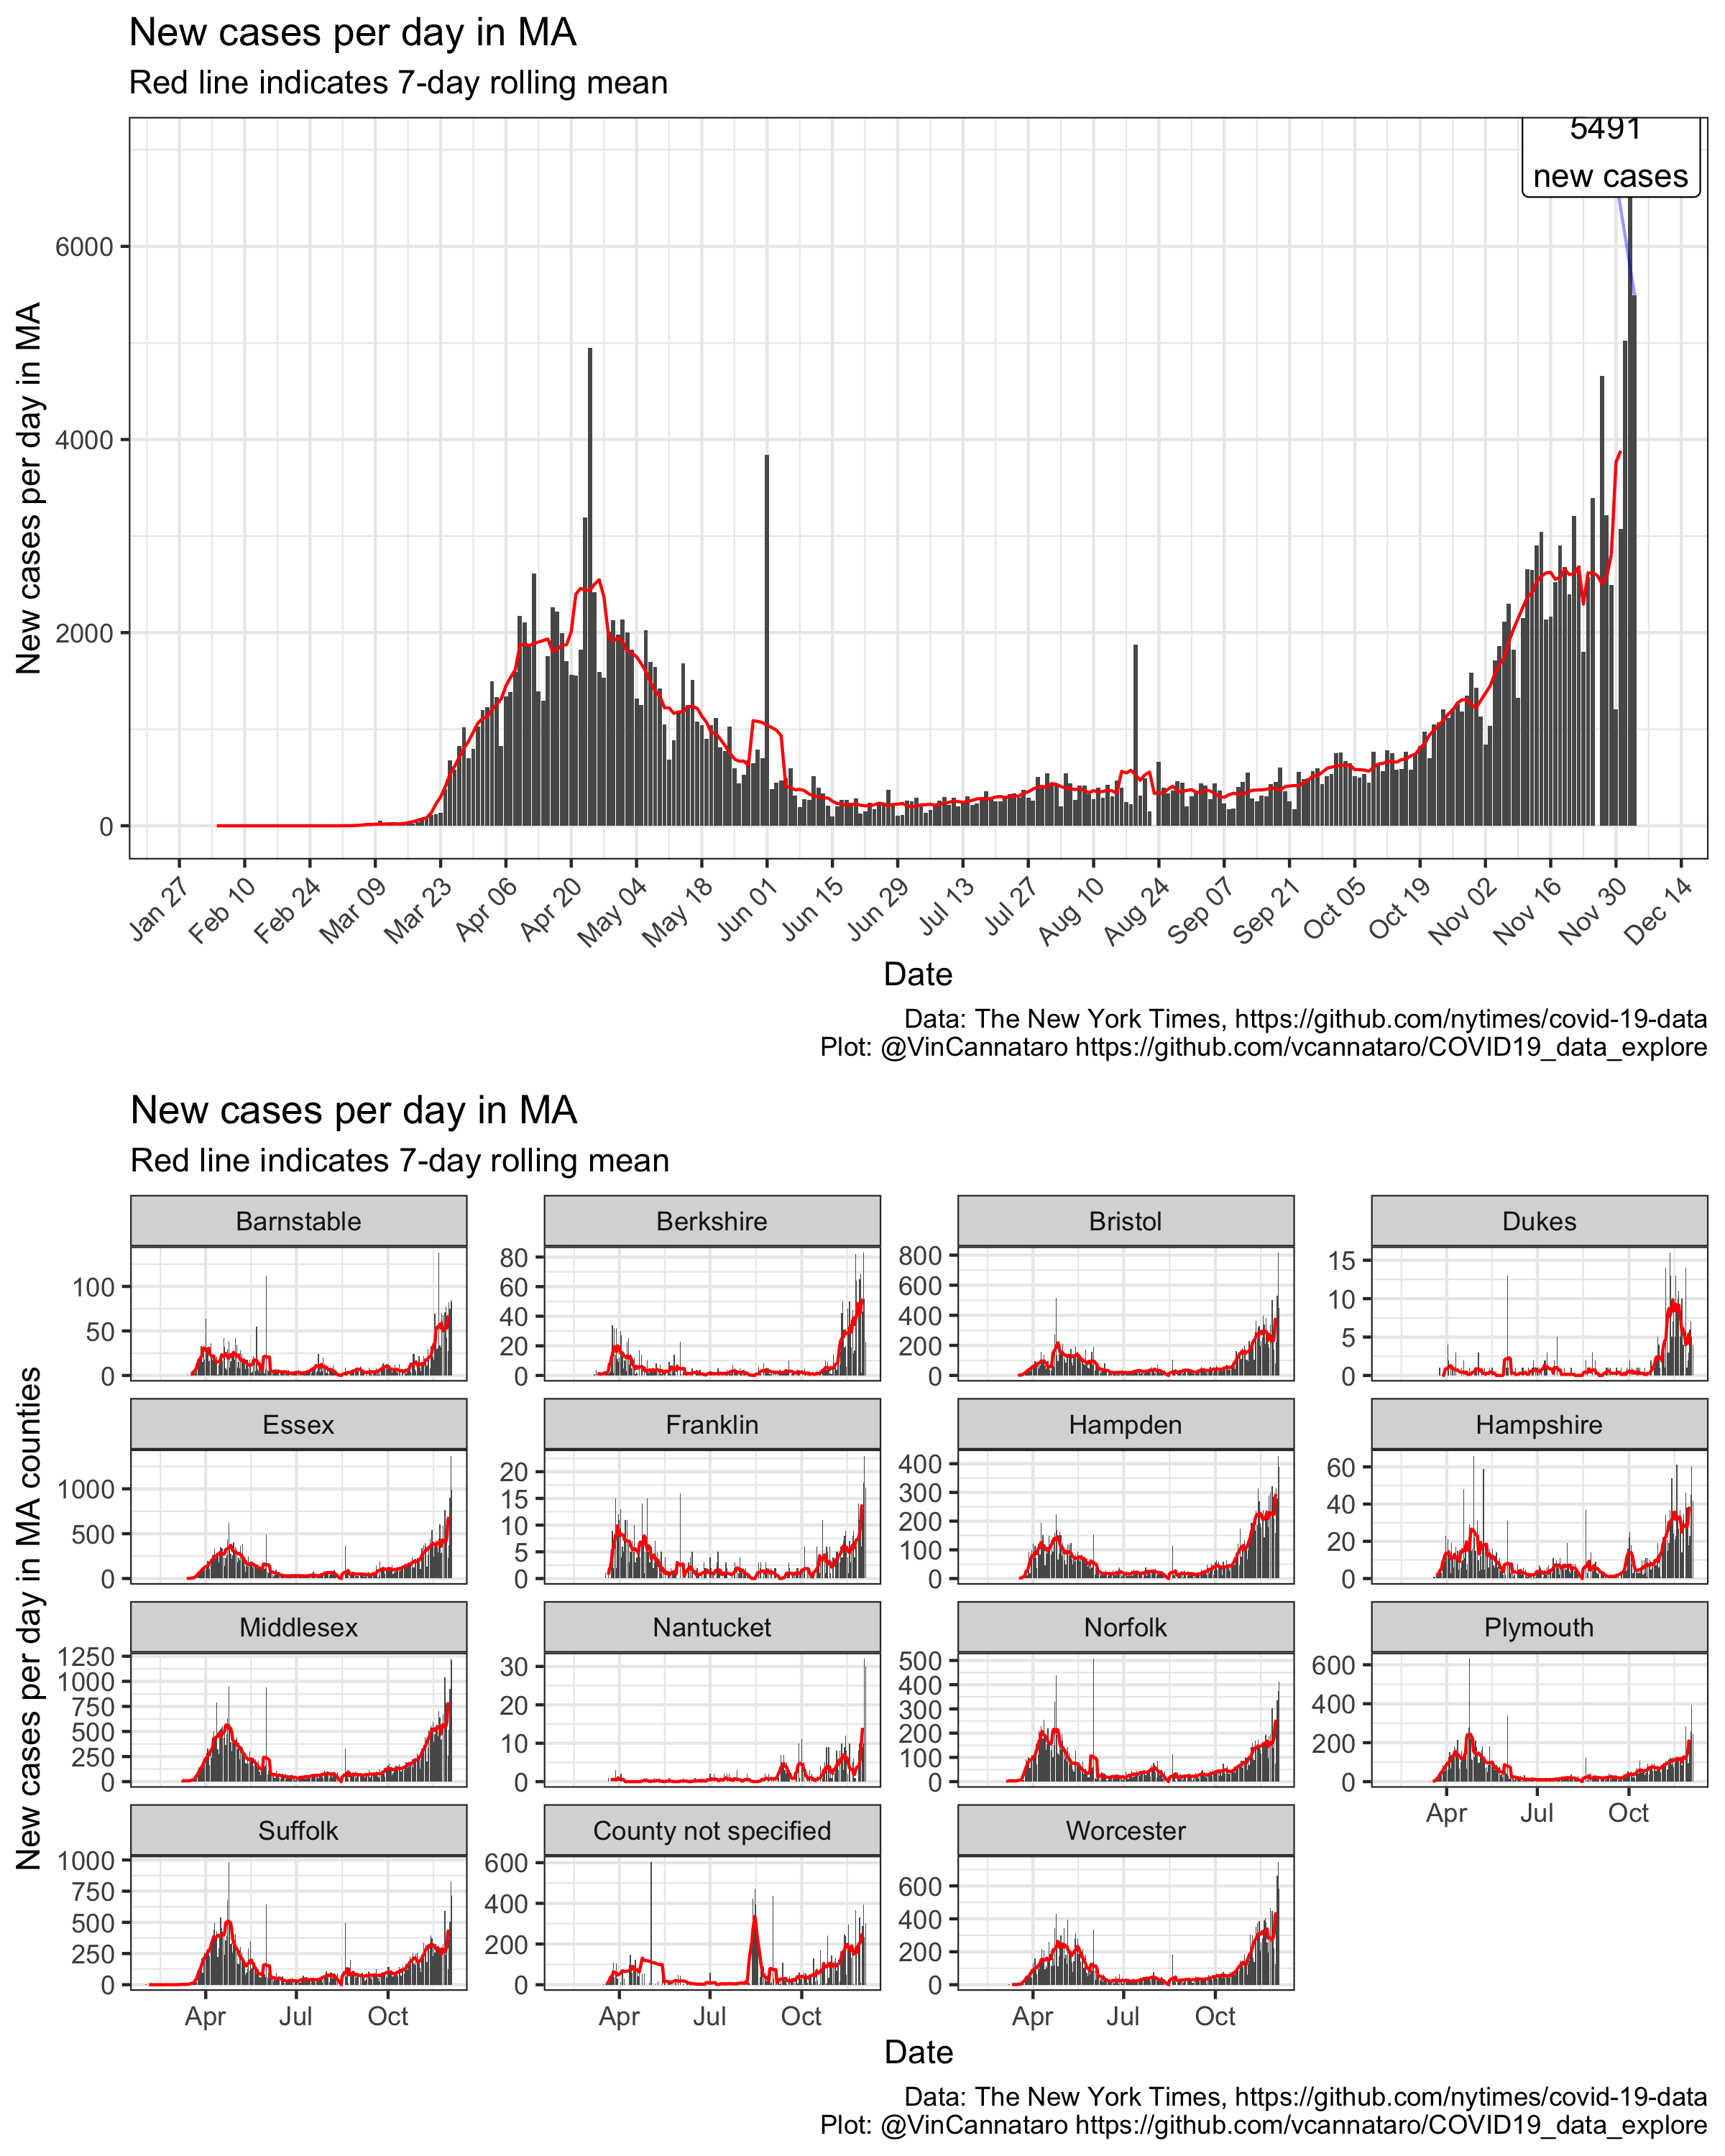 New cases per day in MA
Red line indicates 7-day rolling mean
5491
new cases
6000
4000
2000
0
New cases per day in MA
Jan 27
Feb 10
Feb 24
Mar 09
Mar 23
Apr 06
Apr 20
May 04
May 18
Jun 01
Jun 15
Jun 29
Jul 13
Jul 27
Aug 10
Aug 24
Sep 07
Sep 21
Oct 05
Oct 19
Nov 02
Nov 16
Nov 30
Dec 14
Date
Data: The New York Times, https://github.com/nytimes/covid-19-data
Plot: @VinCannataro https://github.com/vcannataro/COVID19_data_explore
New cases per day in MA
Red line indicates 7-day rolling mean
New cases per day in MA counties
Barnstable
100
50
0
Berkshire
80
60
40
20
0
Bristol
800
600
400
200
0
Dukes
15
10
5
0
Essex
1000
500
0
Franklin
20
15
10
5
0
Hampden
400
300
200
100
0
Hampshire
60
40
20
0
Middlesex
1250
1000
750
500
250
0
Nantucket
30
20
10
0
Norfolk
500
400
300
200
100
0
Plymouth
600
400
200
0
Apr Jul Oct
Suffolk
1000
750
500
250
0
Apr Jul Oct
County not specified
600
400
200
0
Apr Jul Oct
Worcester
600
400
200
0
Apr Jul Oct
Date
Data: The New York Times, https://github.com/nytimes/covid-19-data
Plot: @VinCannataro https://github.com/vcannataro/COVID19_data_explore